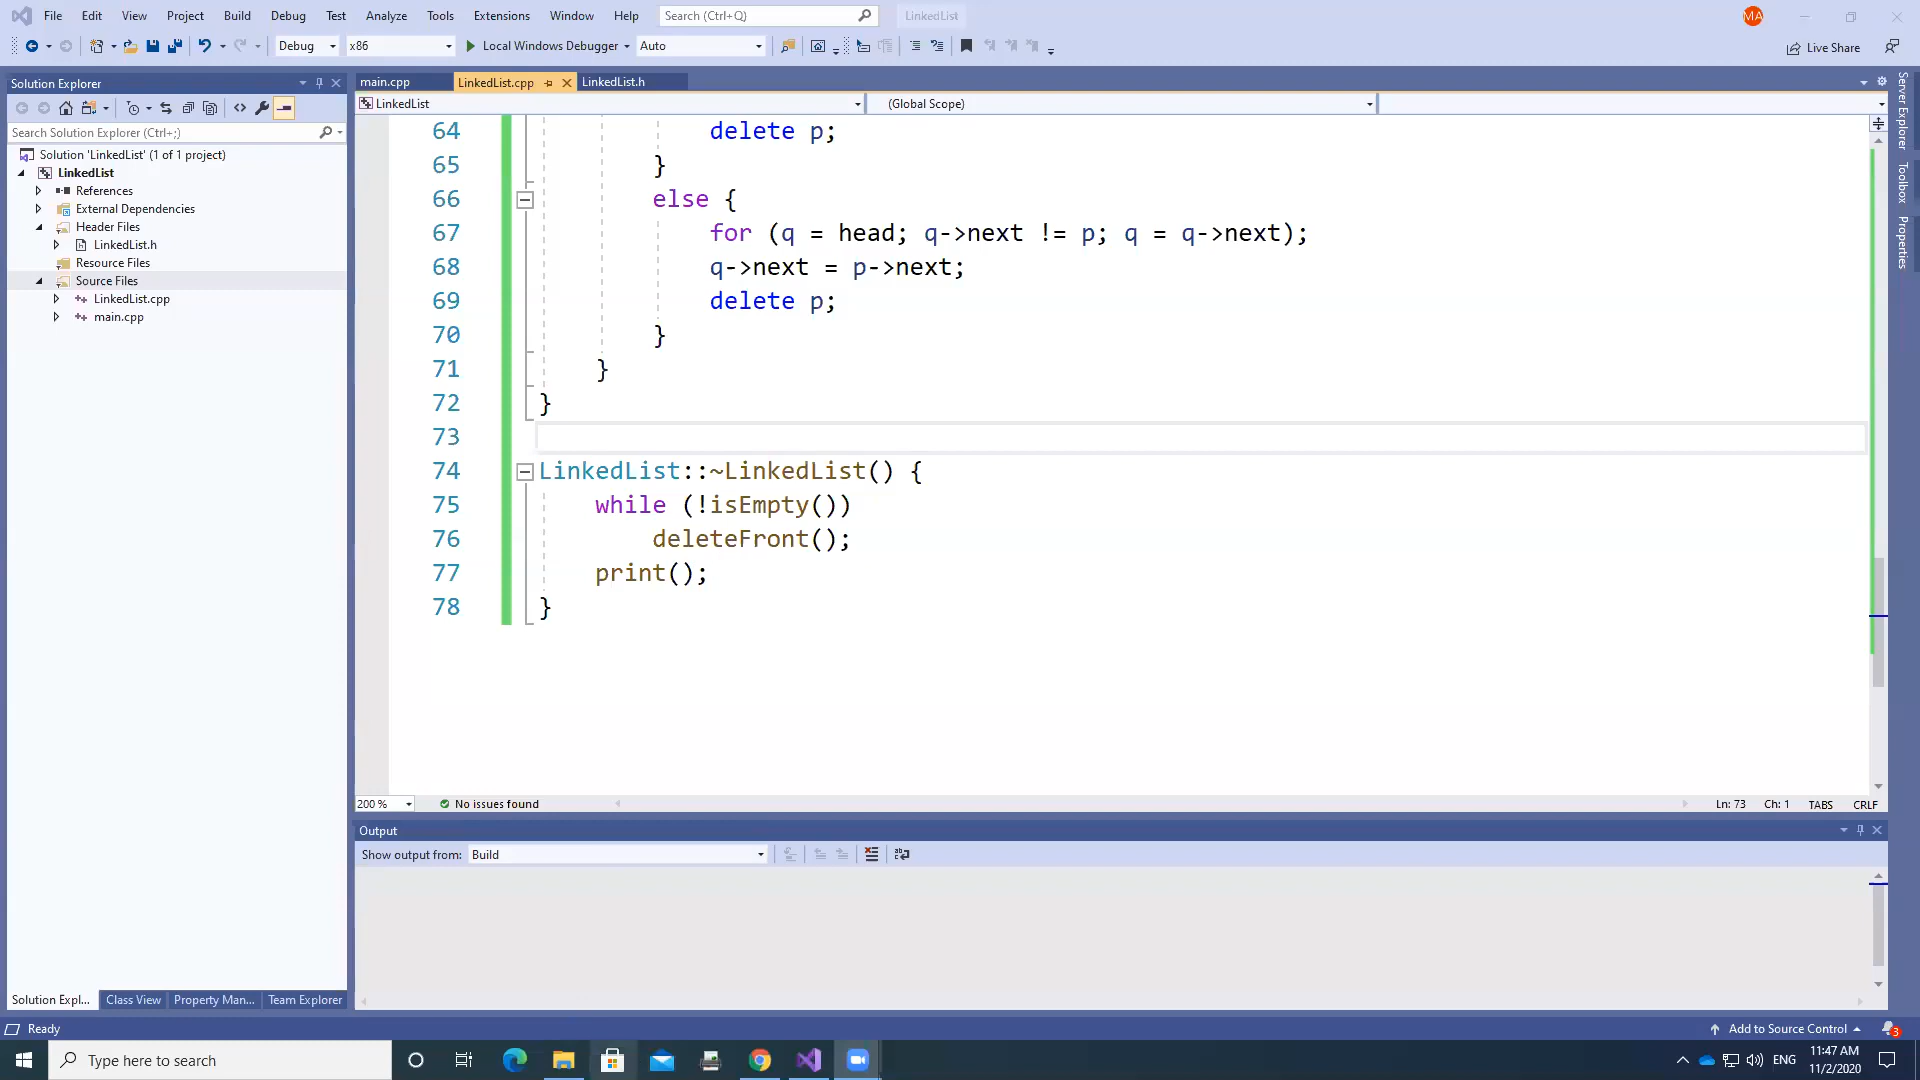 File Edit View Project Build Debug Test Analyze Tools Extensions Window Help Search (Ctrl+Q) LinkedList MA
Debug x86 Local Windows Debugger Auto Live Share
Solution Explorer
Search Solution Explorer (Ctrl+;)
Solution 'LinkedList' (1 of 1 project)
LinkedList
References
External Dependencies
Header Files
LinkedList.h
Resource Files
Source Files
LinkedList.cpp
main.cpp
Solution Expl... Class View Property Man... Team Explorer
main.cpp LinkedList.cpp LinkedList.h
LinkedList (Global Scope)
64 delete p;
65 }
66 else {
67 for (q = head; q->next != p; q = q->next);
68 q->next = p->next;
69 delete p;
70 }
71 }
72 }
73
74 LinkedList::~LinkedList() {
75 while (!isEmpty())
76 deleteFront();
77 print();
78 }
200 % No issues found Ln: 73 Ch: 1 TABS CRLF
Output
Show output from: Build
Server Explorer
Toolbox
Properties
Ready Add to Source Control 3
Type here to search ENG 11:47 AM
11/2/2020